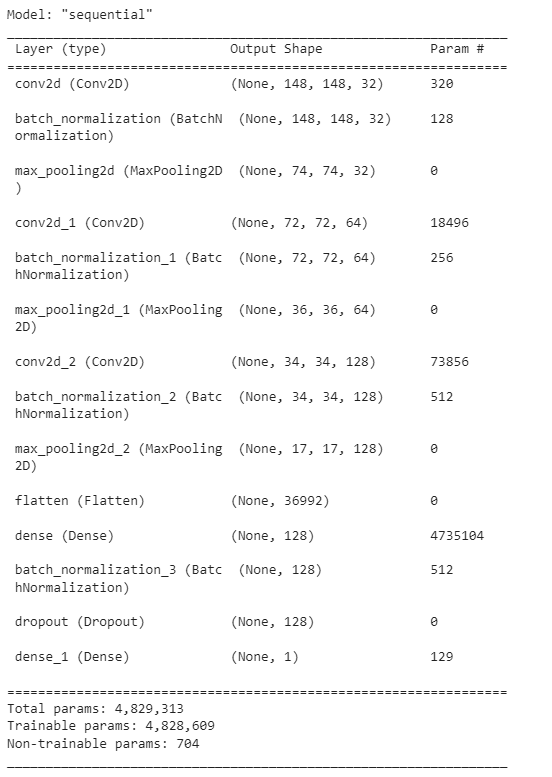 Model: "sequential"
_________________________________________________________________
Layer (type) Output Shape Param #
=================================================================
conv2d (Conv2D) (None, 148, 148, 32) 320
batch_normalization (BatchN (None, 148, 148, 32) 128
ormalization)
max_pooling2d (MaxPooling2D (None, 74, 74, 32) 0
)
conv2d_1 (Conv2D) (None, 72, 72, 64) 18496
batch_normalization_1 (Batc (None, 72, 72, 64) 256
hNormalization)
max_pooling2d_1 (MaxPooling (None, 36, 36, 64) 0
2D)
conv2d_2 (Conv2D) (None, 34, 34, 128) 73856
batch_normalization_2 (Batc (None, 34, 34, 128) 512
hNormalization)
max_pooling2d_2 (MaxPooling (None, 17, 17, 128) 0
2D)
flatten (Flatten) (None, 36992) 0
dense (Dense) (None, 128) 4735104
batch_normalization_3 (Batc (None, 128) 512
hNormalization)
dropout (Dropout) (None, 128) 0
dense_1 (Dense) (None, 1) 129
=================================================================
Total params: 4,829,313
Trainable params: 4,828,609
Non-trainable params: 704
_________________________________________________________________